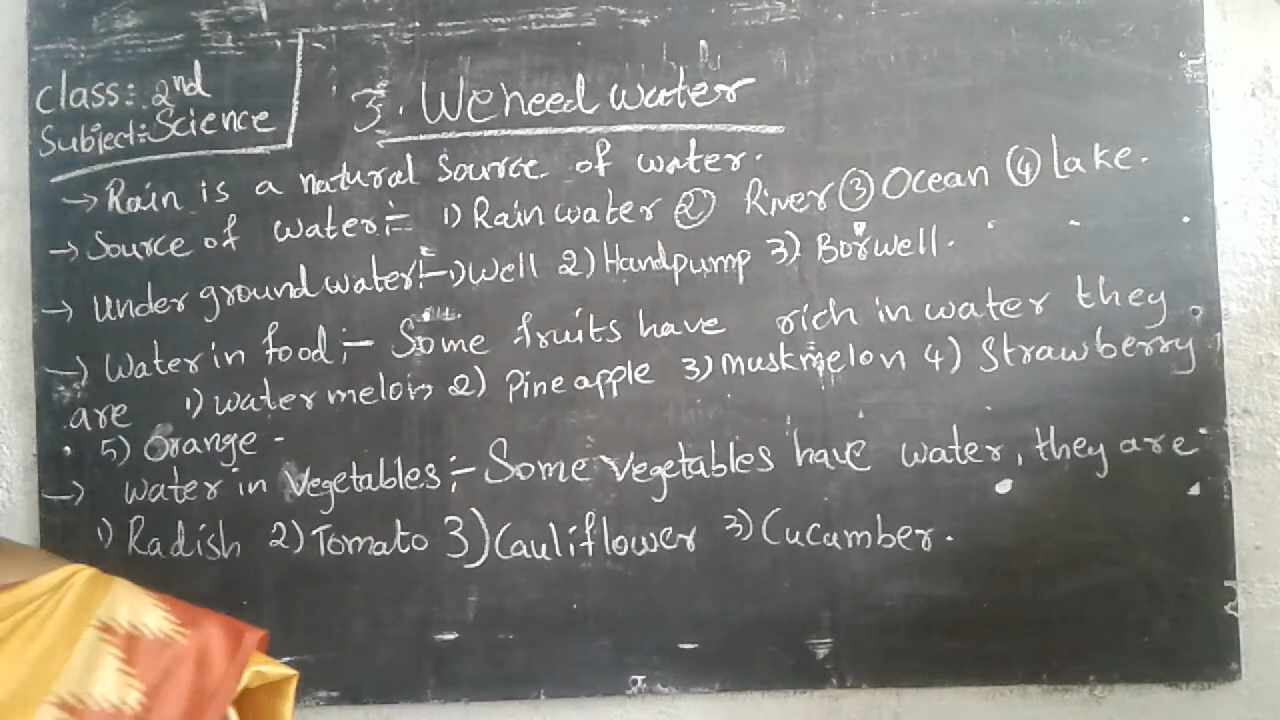 Class: 2nd
Subject: Science
3. We need water
→ Rain is a natural source of water.
→ Source of water:- 1) Rain water ② River ③ Ocean ④ Lake.
→ Under ground water:- 1) Well 2) Handpump 3) Borwell.
→ Water in food:- Some fruits have rich in water they
are 1) water melon 2) Pine apple 3) Muskmelon 4) Strawberry
5) Orange -
→ Water in Vegetables:- Some vegetables have water, they are
1) Radish 2) Tomato 3) Cauliflower 3) Cucamber.